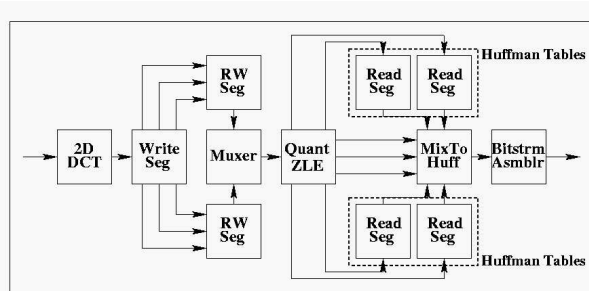 Huffman Tables
RW
Seg
Read
Seg
Read
Seg
2D
DCT
Write
Seg
Muxer
Quant
ZLE
MixTo
Huff
Bitstrm
Asmblr
RW
Seg
Read
Seg
Read
Seg
Huffman Tables